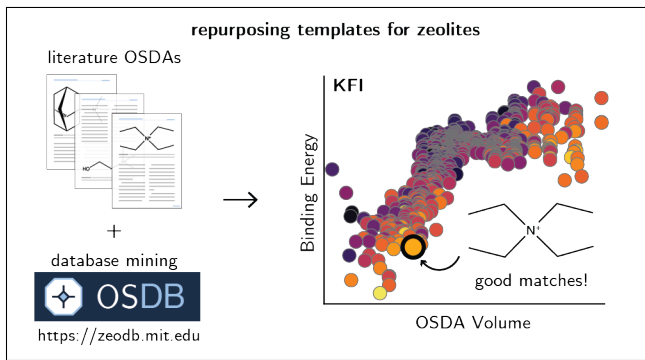 repurposing templates for zeolites
literature OSDAs
N⁺
HO
+
database mining
OSDB
https://zeodb.mit.edu
KFI
Binding Energy
N⁺
good matches!
OSDA Volume